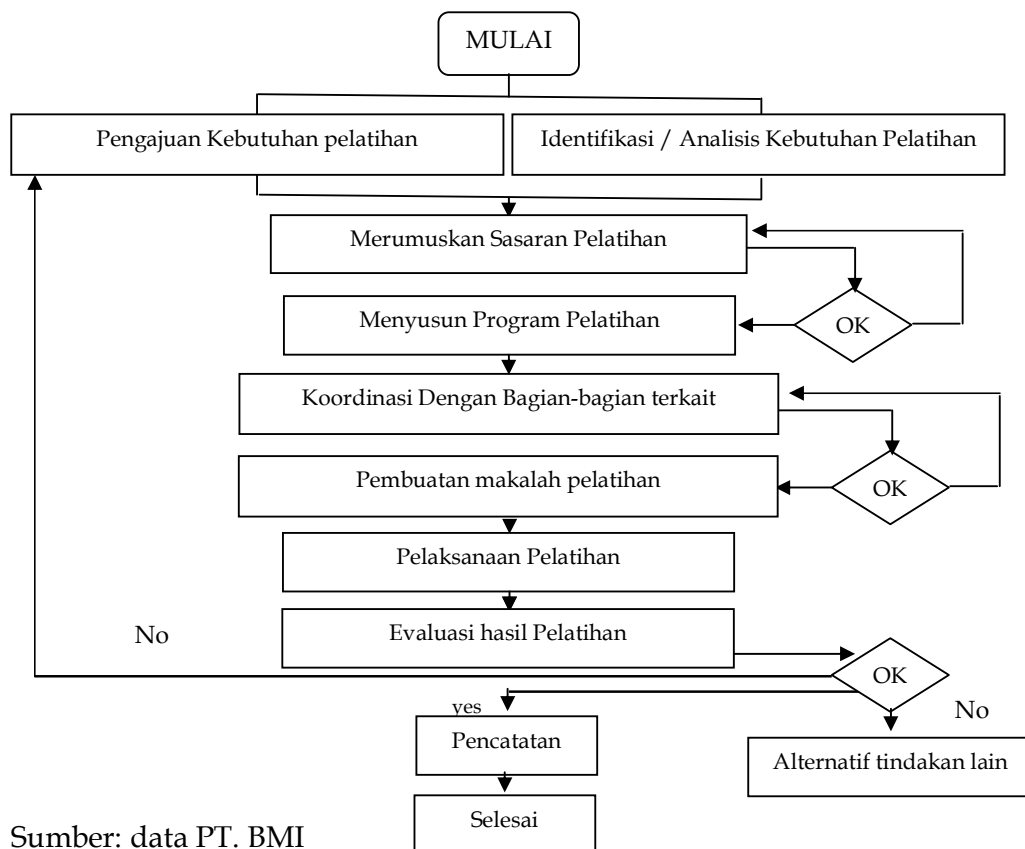 MULAI
Pengajuan Kebutuhan pelatihan
Identifikasi / Analisis Kebutuhan Pelatihan
Merumuskan Sasaran Pelatihan
OK
Menyusun Program Pelatihan
Koordinasi Dengan Bagian-bagian terkait
OK
Pembuatan makalah pelatihan
Pelaksanaan Pelatihan
Evaluasi hasil Pelatihan
No
OK
yes
No
Pencatatan
Alternatif tindakan lain
Selesai
Sumber: data PT. BMI